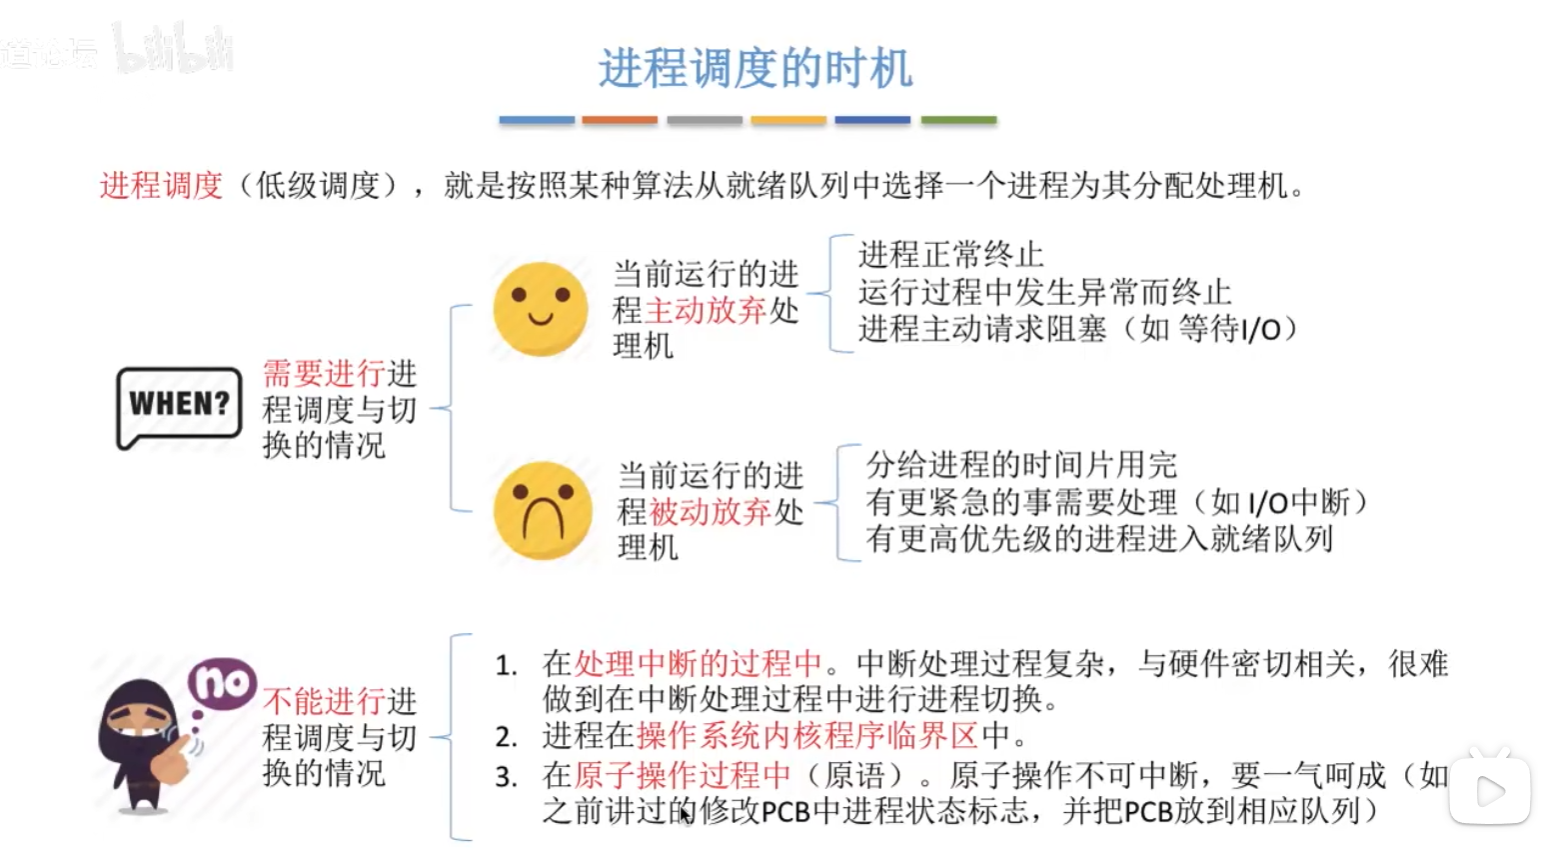 道论坛 bilibili
进程调度的时机
进程调度（低级调度），就是按照某种算法从就绪队列中选择一个进程为其分配处理机。
WHEN?
需要进行进
程调度与切
换的情况
当前运行的进
程主动放弃处
理机
进程正常终止
运行过程中发生异常而终止
进程主动请求阻塞（如 等待I/O）
当前运行的进
程被动放弃处
理机
分给进程的时间片用完
有更紧急的事需要处理（如 I/O中断）
有更高优先级的进程进入就绪队列
no
不能进行进
程调度与切
换的情况
1. 在处理中断的过程中。中断处理过程复杂，与硬件密切相关，很难
做到在中断处理过程中进行进程切换。
2. 进程在操作系统内核程序临界区中。
3. 在原子操作过程中（原语）。原子操作不可中断，要一气呵成（如
之前讲过的修改PCB中进程状态标志，并把PCB放到相应队列）